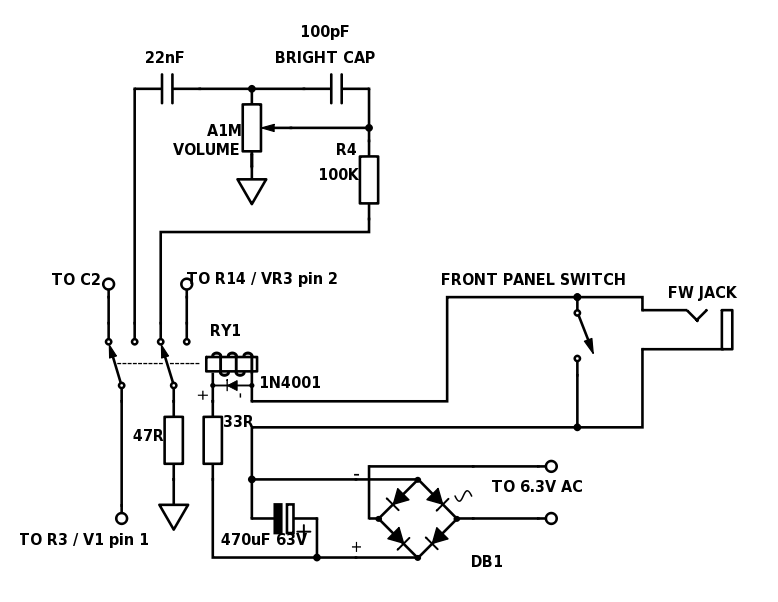 100pF
22nF
BRIGHT CAP
A1M
VOLUME
R4
100K
TO C2
TO R14 / VR3 pin 2
FRONT PANEL SWITCH
FW JACK
RY1
1N4001
+
-
47R
33R
-
TO 6.3V AC
TO R3 / V1 pin 1
470uF 63V
+
+
DB1